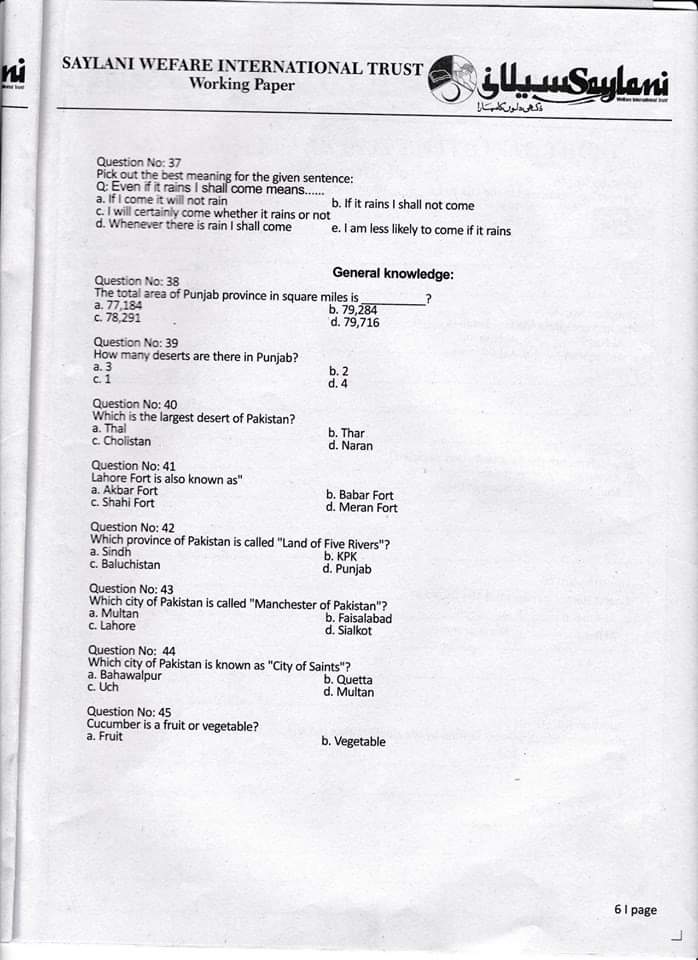 ni
SAYLANI WEFARE INTERNATIONAL TRUST
Working Paper
سیلانی Saylani
Welfare International Trust
Question No: 37
Pick out the best meaning for the given sentence:
Q: Even if it rains I shall come means......
a. If I come it will not rain b. If it rains I shall not come
c. I will certainly come whether it rains or not
d. Whenever there is rain I shall come e. I am less likely to come if it rains
General knowledge:
Question No: 38
The total area of Punjab province in square miles is __________?
a. 77,184 b. 79,284
c. 78,291 d. 79,716
Question No: 39
How many deserts are there in Punjab?
a. 3 b. 2
c. 1 d. 4
Question No: 40
Which is the largest desert of Pakistan?
a. Thal b. Thar
c. Cholistan d. Naran
Question No: 41
Lahore Fort is also known as"
a. Akbar Fort b. Babar Fort
c. Shahi Fort d. Meran Fort
Question No: 42
Which province of Pakistan is called "Land of Five Rivers"?
a. Sindh b. KPK
c. Baluchistan d. Punjab
Question No: 43
Which city of Pakistan is called "Manchester of Pakistan"?
a. Multan b. Faisalabad
c. Lahore d. Sialkot
Question No: 44
Which city of Pakistan is known as "City of Saints"?
a. Bahawalpur b. Quetta
c. Uch d. Multan
Question No: 45
Cucumber is a fruit or vegetable?
a. Fruit b. Vegetable
6 I page